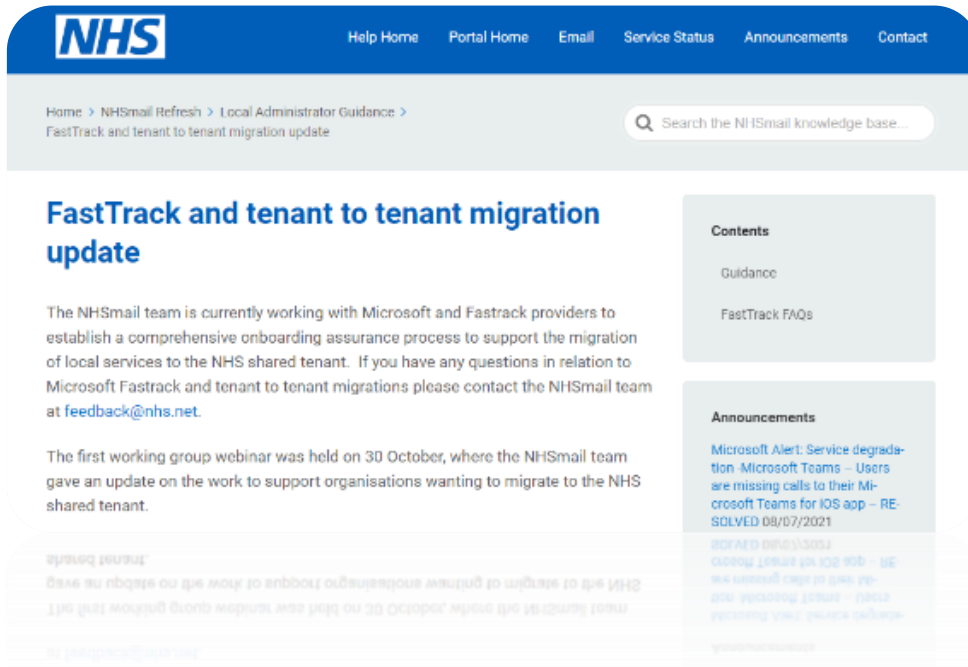 NHS
Help Home Portal Home Email Service Status Announcements Contact
Home > NHSmail Refresh > Local Administrator Guidance >
FastTrack and tenant to tenant migration update
Search the NHSmail knowledge base...
FastTrack and tenant to tenant migration
update
The NHSmail team is currently working with Microsoft and Fastrack providers to
establish a comprehensive onboarding assurance process to support the migration
of local services to the NHS shared tenant. If you have any questions in relation to
Microsoft Fastrack and tenant to tenant migrations please contact the NHSmail team
at feedback@nhs.net.
The first working group webinar was held on 30 October, where the NHSmail team
gave an update on the work to support organisations wanting to migrate to the NHS
shared tenant.
Contents
Guidance
FastTrack FAQs
Announcements
Microsoft Alert: Service degrada-
tion -Microsoft Teams – Users
are missing calls to their Mi-
crosoft Teams for iOS app – RE-
SOLVED 08/07/2021